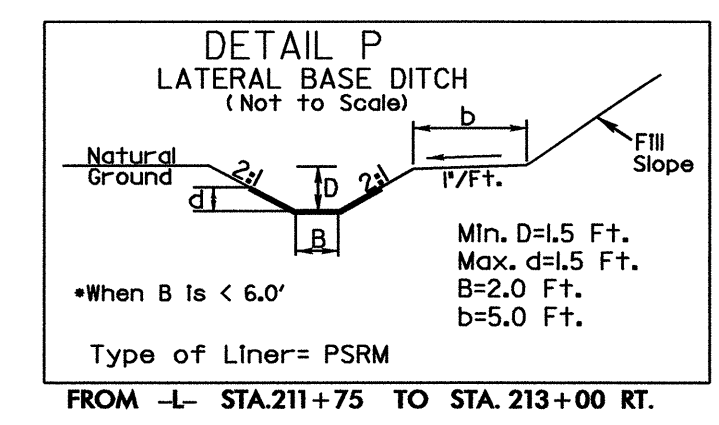 DETAIL P
LATERAL BASE DITCH
(Not to Scale)
b
Natural
Ground
2:1
D
2:1
1"/Ft.
Fill
Slope
d
B
Min. D=1.5 Ft.
Max. d=1.5 Ft.
B=2.0 Ft.
b=5.0 Ft.
*When B is < 6.0'
Type of Liner= PSRM
FROM –L– STA.211+75 TO STA. 213+00 RT.